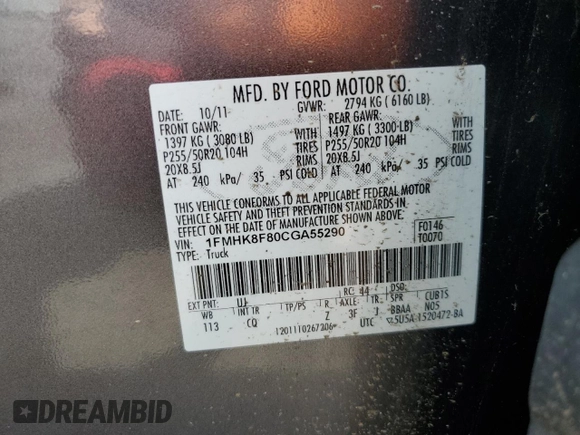 MFD. BY FORD MOTOR CO.
DATE: 10/11 GVWR: 2794 KG ( 6160 LB)
FRONT GAWR: REAR GAWR:
1397 KG ( 3080 LB) WITH 1497 KG ( 3300-LB) WITH
P255/50R20 104H TIRES P255/50R20 104H TIRES
20X8.5J RIMS 20X8.5J RIMS
AT 240 kPa/ 35 PSI COLD AT 240 kPa/ 35 PSI COLD
THIS VEHICLE CONFORMS TO ALL APPLICABLE FEDERAL MOTOR
VEHICLE SAFETY AND THEFT PREVENTION STANDARDS IN EFFECT
ON THE DATE OF MANUFACTURE SHOWN ABOVE.
VIN: 1FMHK8F80CGA55290 F0146
TYPE: Truck T0070
EXT PNT: UJ RC: 44 DSO:
WB INT TR TP/PS R AXLE TR SPR CUB1S
113 CQ Z 3F J BBAA N05
1201110267206 UTC 5U5A-1520472-BA
DREAMBID